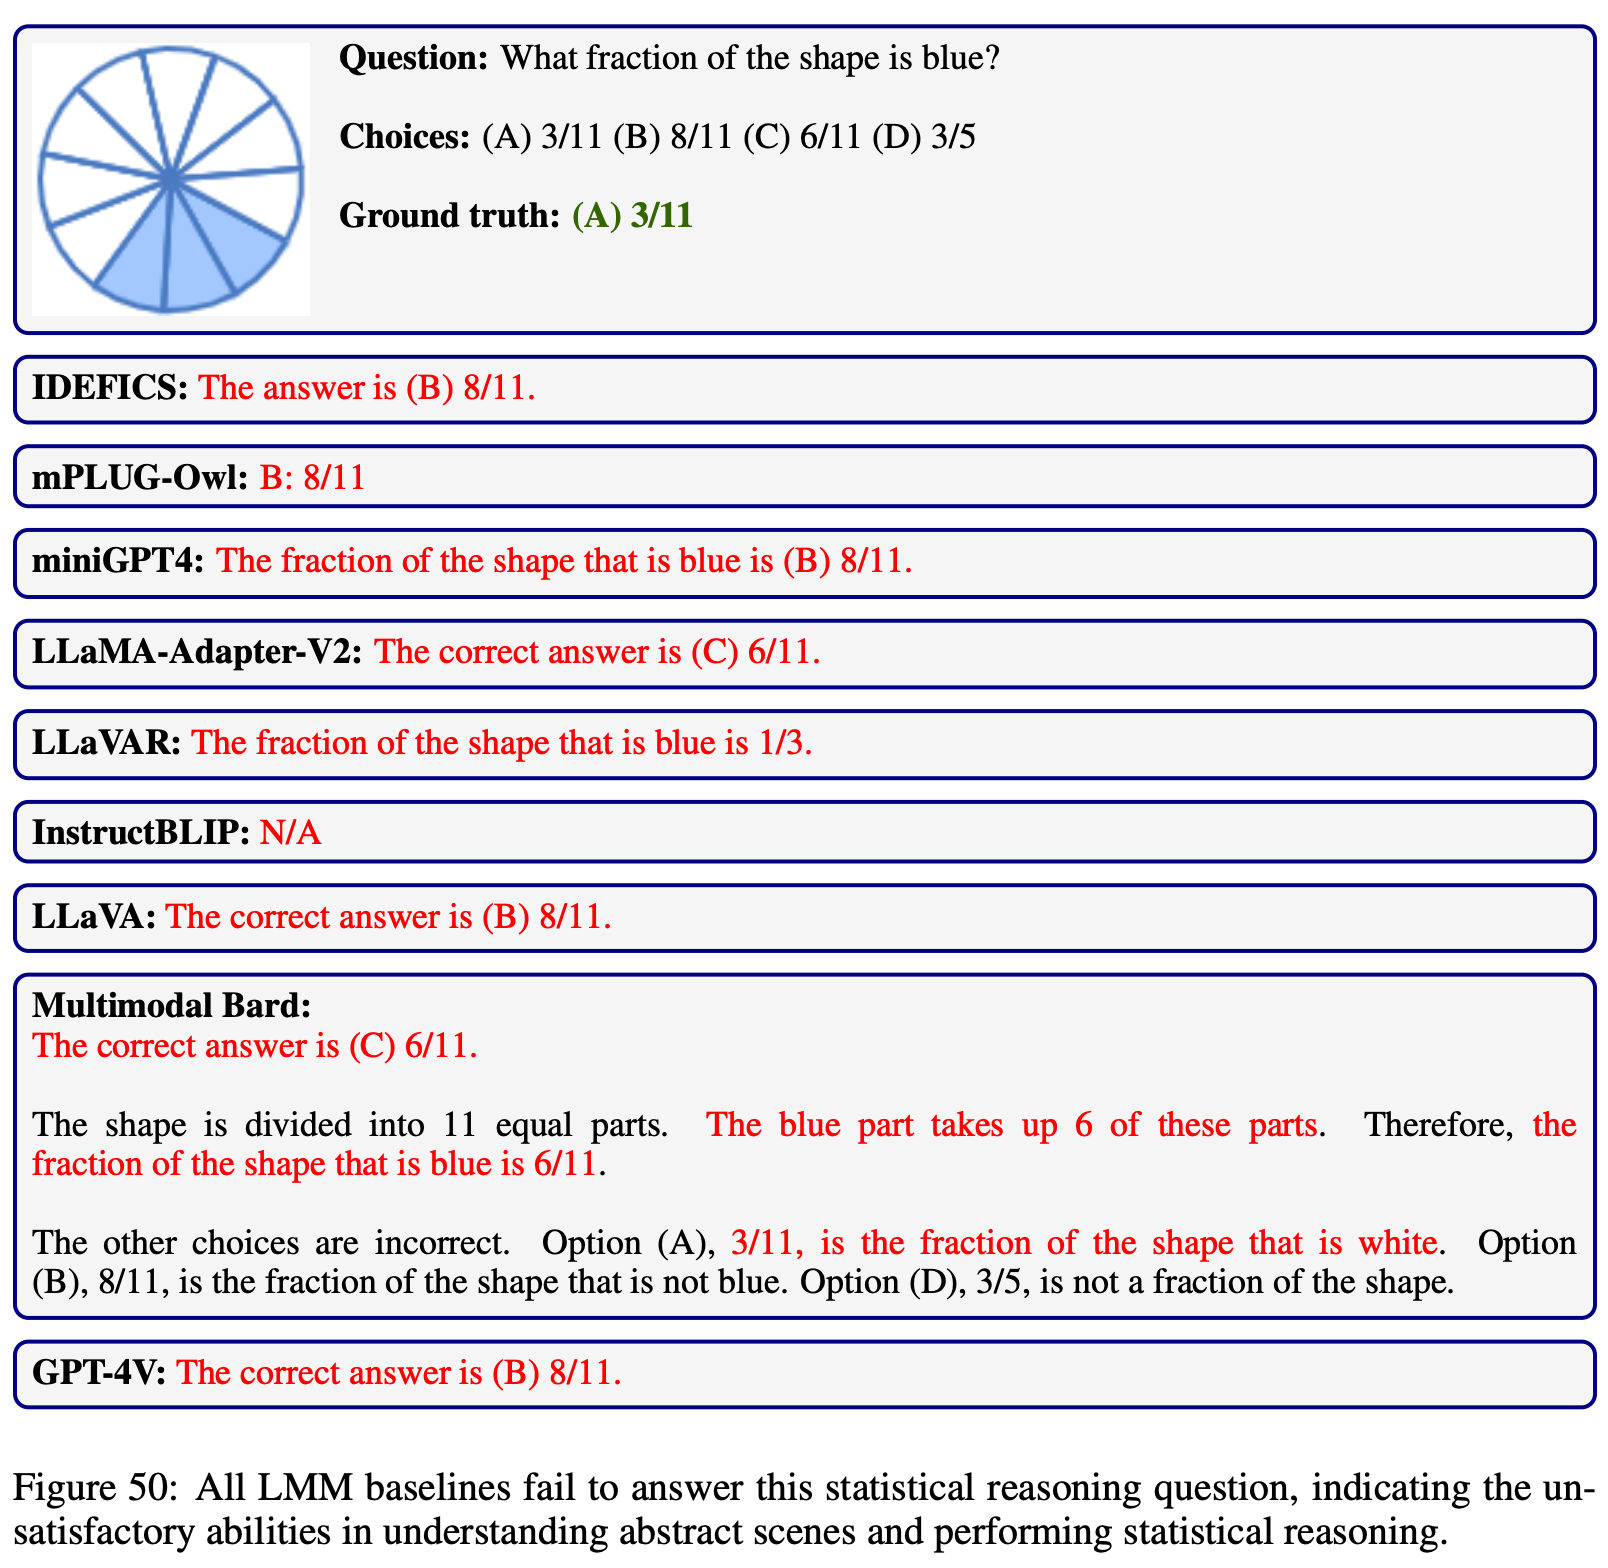 Question: What fraction of the shape is blue?
Choices: (A) 3/11 (B) 8/11 (C) 6/11 (D) 3/5
Ground truth: (A) 3/11
IDEFICS: The answer is (B) 8/11.
mPLUG-Owl: B: 8/11
miniGPT4: The fraction of the shape that is blue is (B) 8/11.
LLaMA-Adapter-V2: The correct answer is (C) 6/11.
LLaVAR: The fraction of the shape that is blue is 1/3.
InstructBLIP: N/A
LLaVA: The correct answer is (B) 8/11.
Multimodal Bard:
The correct answer is (C) 6/11.
The shape is divided into 11 equal parts. The blue part takes up 6 of these parts. Therefore, the
fraction of the shape that is blue is 6/11.
The other choices are incorrect. Option (A), 3/11, is the fraction of the shape that is white. Option
(B), 8/11, is the fraction of the shape that is not blue. Option (D), 3/5, is not a fraction of the shape.
GPT-4V: The correct answer is (B) 8/11.
Figure 50: All LMM baselines fail to answer this statistical reasoning question, indicating the un-
satisfactory abilities in understanding abstract scenes and performing statistical reasoning.